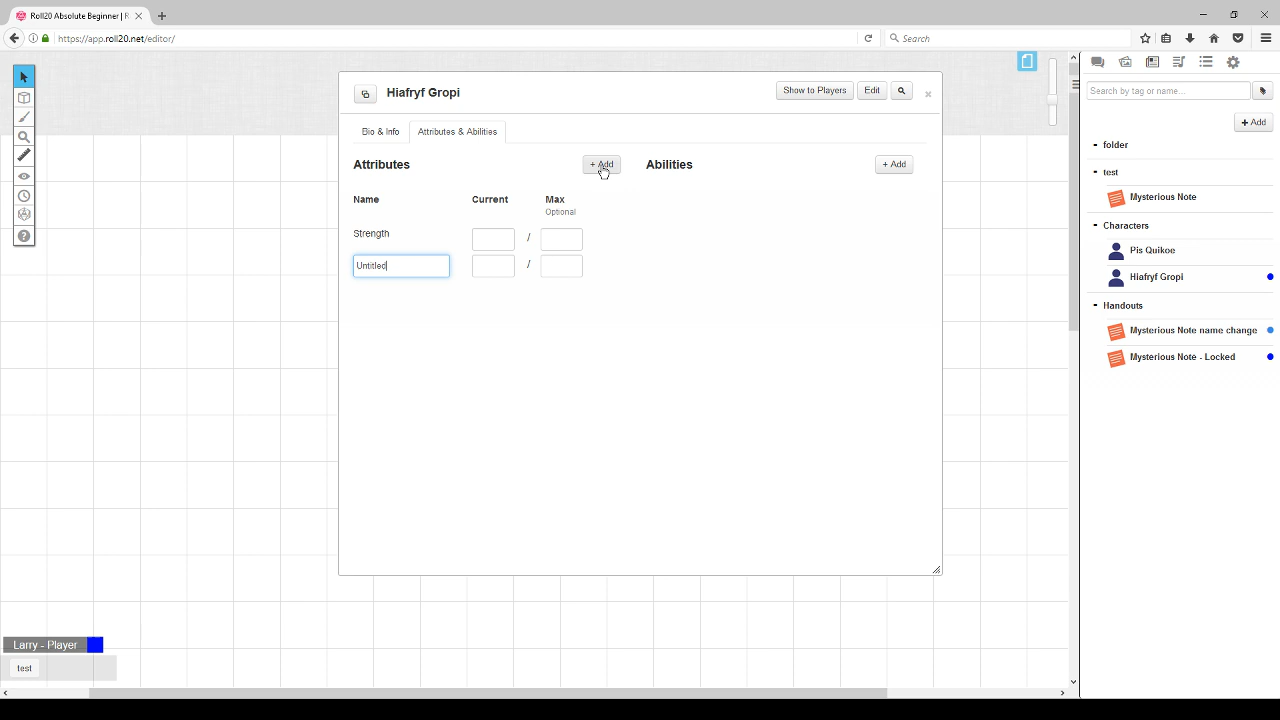 Roll20 Absolute Beginner | R
https://app.roll20.net/editor/
Search
Hiafryf Gropi
Show to Players
Edit
Bio & Info
Attributes & Abilities
Attributes
+ Add
Abilities
+ Add
Name
Current
Max
Optional
Strength
/
Untitled
/
Search by tag or name...
+ Add
folder
test
Mysterious Note
Characters
Pis Quikoe
Hiafryf Gropi
Handouts
Mysterious Note name change
Mysterious Note - Locked
Larry - Player
test